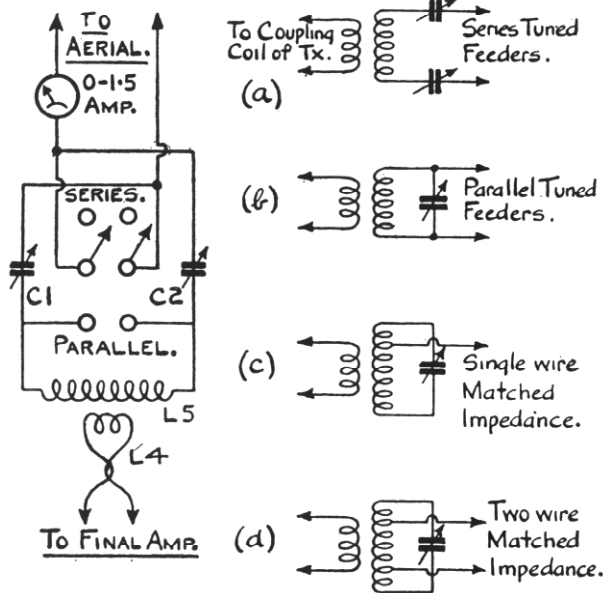 TO
AERIAL.
0-1·5
AMP.
SERIES.
C1
C2
PARALLEL.
L5
L4
TO FINAL AMP.
To Coupling
Coil of Tx.
(a)
Series Tuned
Feeders.
(b)
Parallel Tuned
Feeders.
(c)
Single wire
Matched
Impedance.
(d)
Two wire
Matched
Impedance.